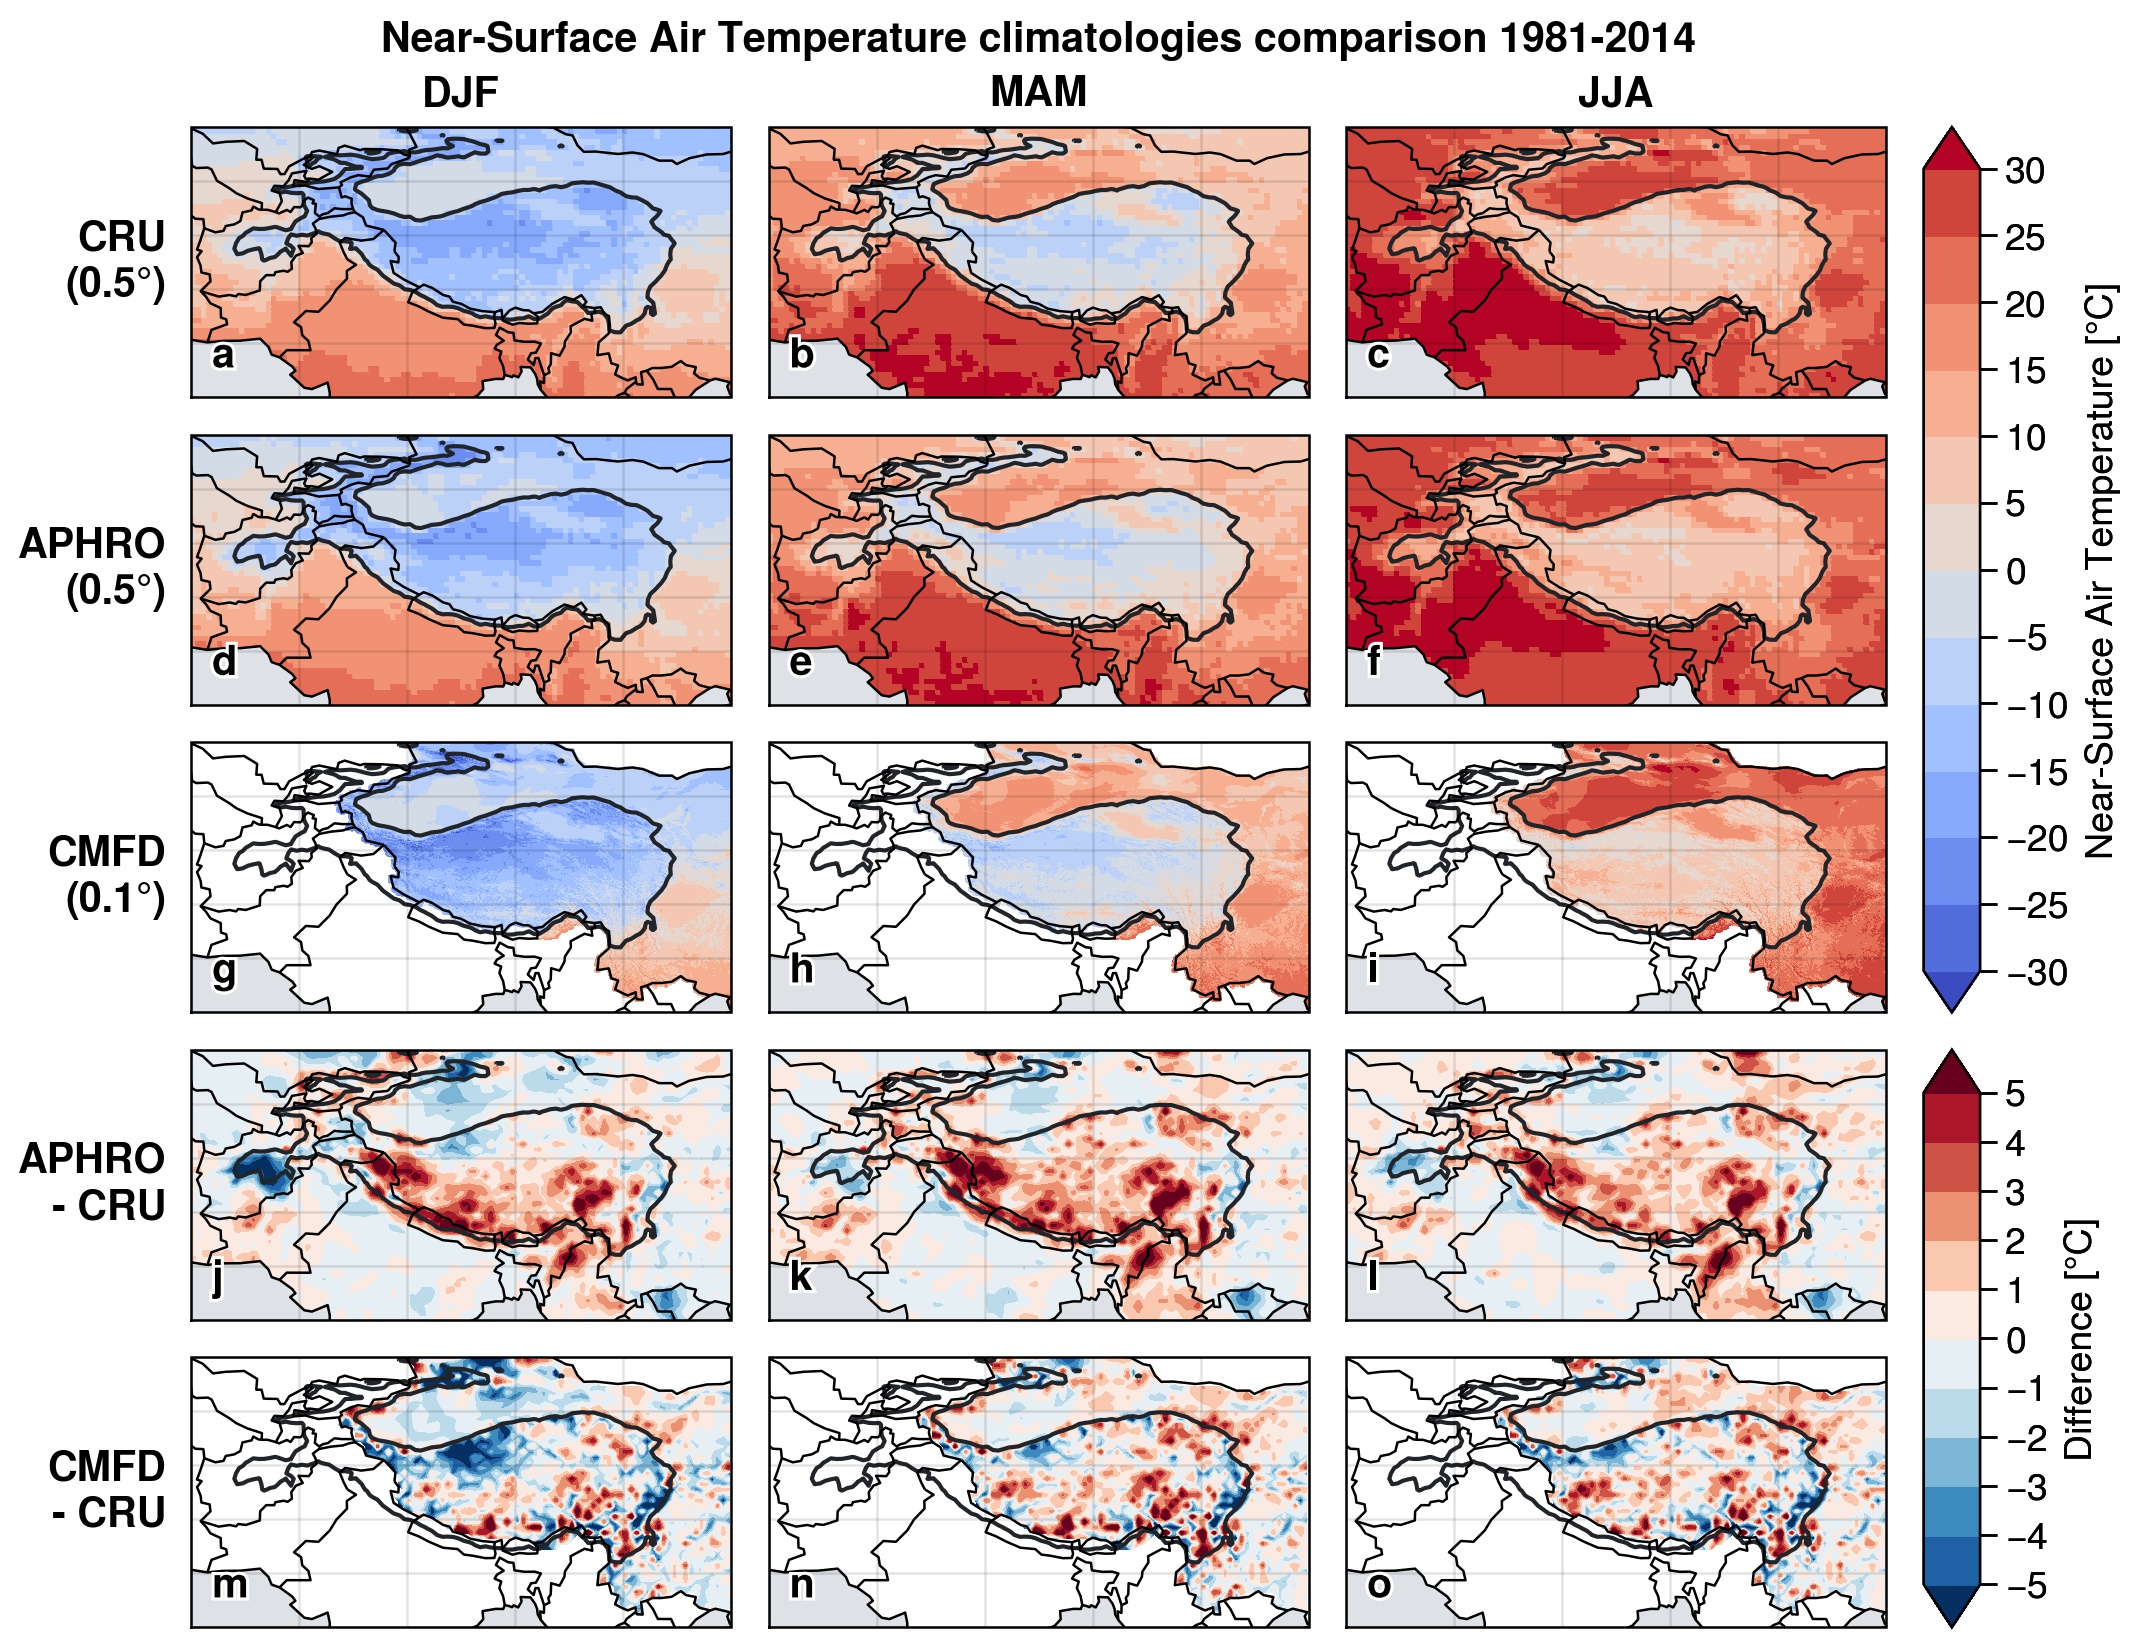 Near-Surface Air Temperature climatologies comparison 1981-2014
DJF
MAM
JJA
CRU
(0.5°)
a
b
c
APHRO
(0.5°)
d
e
f
CMFD
(0.1°)
g
h
i
30
25
20
15
10
5
0
−5
−10
−15
−20
−25
−30
Near-Surface Air Temperature [°C]
APHRO
- CRU
j
k
l
CMFD
- CRU
m
n
o
5
4
3
2
1
0
−1
−2
−3
−4
−5
Difference [°C]